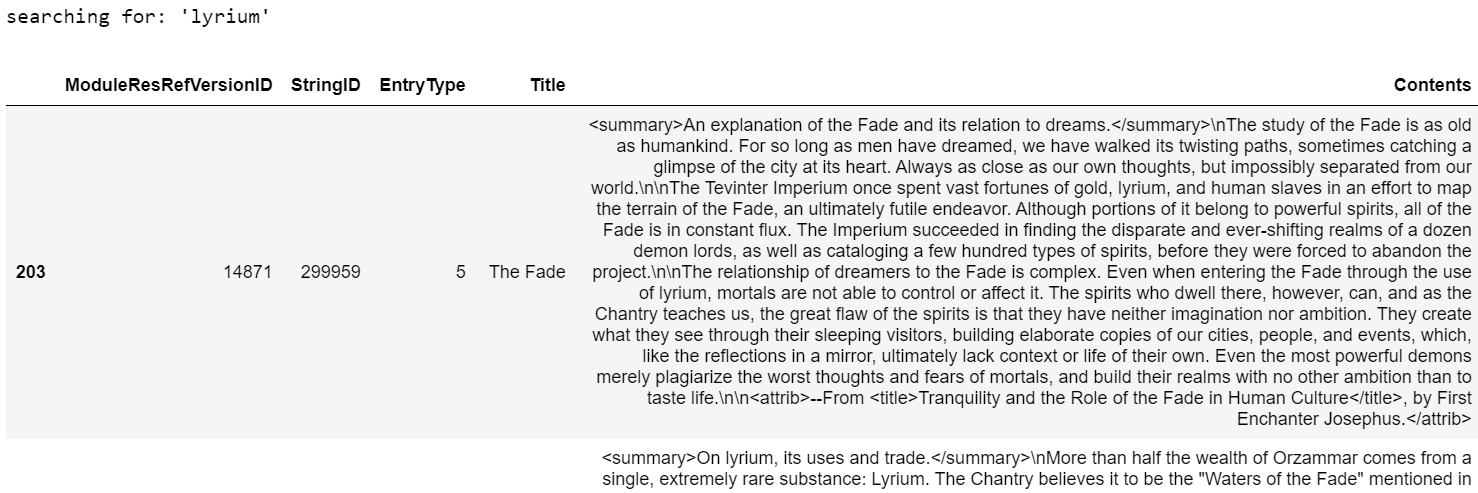 searching for: 'lyrium'
ModuleResRefVersionID StringID EntryType Title Contents
<summary>An explanation of the Fade and its relation to dreams.</summary>\nThe study of the Fade is as old
as humankind. For so long as men have dreamed, we have walked its twisting paths, sometimes catching a
glimpse of the city at its heart. Always as close as our own thoughts, but impossibly separated from our
world.\n\nThe Tevinter Imperium once spent vast fortunes of gold, lyrium, and human slaves in an effort to map
the terrain of the Fade, an ultimately futile endeavor. Although portions of it belong to powerful spirits, all of the
Fade is in constant flux. The Imperium succeeded in finding the disparate and ever-shifting realms of a dozen
demon lords, as well as cataloging a few hundred types of spirits, before they were forced to abandon the
203 14871 299959 5 The Fade project.\n\nThe relationship of dreamers to the Fade is complex. Even when entering the Fade through the use
of lyrium, mortals are not able to control or affect it. The spirits who dwell there, however, can, and as the
Chantry teaches us, the great flaw of the spirits is that they have neither imagination nor ambition. They create
what they see through their sleeping visitors, building elaborate copies of our cities, people, and events, which,
like the reflections in a mirror, ultimately lack context or life of their own. Even the most powerful demons
merely plagiarize the worst thoughts and fears of mortals, and build their realms with no other ambition than to
taste life.\n\n<attrib>--From <title>Tranquility and the Role of the Fade in Human Culture</title>, by First
Enchanter Josephus.</attrib>
<summary>On lyrium, its uses and trade.</summary>\nMore than half the wealth of Orzammar comes from a
single, extremely rare substance: Lyrium. The Chantry believes it to be the "Waters of the Fade" mentioned in